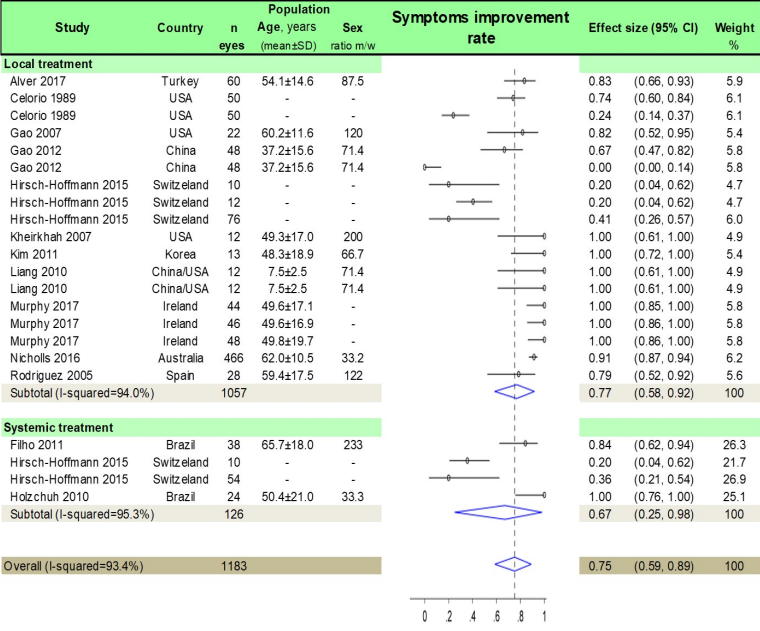 Population
Study Country n eyes Age, years (mean±SD) Sex ratio m/w Symptoms improvement rate Effect size (95% CI) Weight %
Local treatment
Alver 2017 Turkey 60 54.1±14.6 87.5 0.83 (0.66, 0.93) 5.9
Celorio 1989 USA 50 - - 0.74 (0.60, 0.84) 6.1
Celorio 1989 USA 50 - - 0.24 (0.14, 0.37) 6.1
Gao 2007 USA 22 60.2±11.6 120 0.82 (0.52, 0.95) 5.4
Gao 2012 China 48 37.2±15.6 71.4 0.67 (0.47, 0.82) 5.8
Gao 2012 China 48 37.2±15.6 71.4 0.00 (0.00, 0.14) 5.8
Hirsch-Hoffmann 2015 Switzeland 10 - - 0.20 (0.04, 0.62) 4.7
Hirsch-Hoffmann 2015 Switzeland 12 - - 0.20 (0.04, 0.62) 4.7
Hirsch-Hoffmann 2015 Switzeland 76 - - 0.41 (0.26, 0.57) 6.0
Kheirkhah 2007 USA 12 49.3±17.0 200 1.00 (0.61, 1.00) 4.9
Kim 2011 Korea 13 48.3±18.9 66.7 1.00 (0.72, 1.00) 5.4
Liang 2010 China/USA 12 7.5±2.5 71.4 1.00 (0.61, 1.00) 4.9
Liang 2010 China/USA 12 7.5±2.5 71.4 1.00 (0.61, 1.00) 4.9
Murphy 2017 Ireland 44 49.6±17.1 - 1.00 (0.85, 1.00) 5.8
Murphy 2017 Ireland 46 49.6±16.9 - 1.00 (0.86, 1.00) 5.8
Murphy 2017 Ireland 48 49.8±19.7 - 1.00 (0.86, 1.00) 5.8
Nicholls 2016 Australia 466 62.0±10.5 33.2 0.91 (0.87, 0.94) 6.2
Rodriguez 2005 Spain 28 59.4±17.5 122 0.79 (0.52, 0.92) 5.6
Subtotal (I-squared=94.0%) 1057 0.77 (0.58, 0.92) 100
Systemic treatment
Filho 2011 Brazil 38 65.7±18.0 233 0.84 (0.62, 0.94) 26.3
Hirsch-Hoffmann 2015 Switzeland 10 - - 0.20 (0.04, 0.62) 21.7
Hirsch-Hoffmann 2015 Switzeland 54 - - 0.36 (0.21, 0.54) 26.9
Holzchuh 2010 Brazil 24 50.4±21.0 33.3 1.00 (0.76, 1.00) 25.1
Subtotal (I-squared=95.3%) 126 0.67 (0.25, 0.98) 100
Overall (I-squared=93.4%) 1183 0.75 (0.59, 0.89) 100
0 .2 .4 .6 .8 1